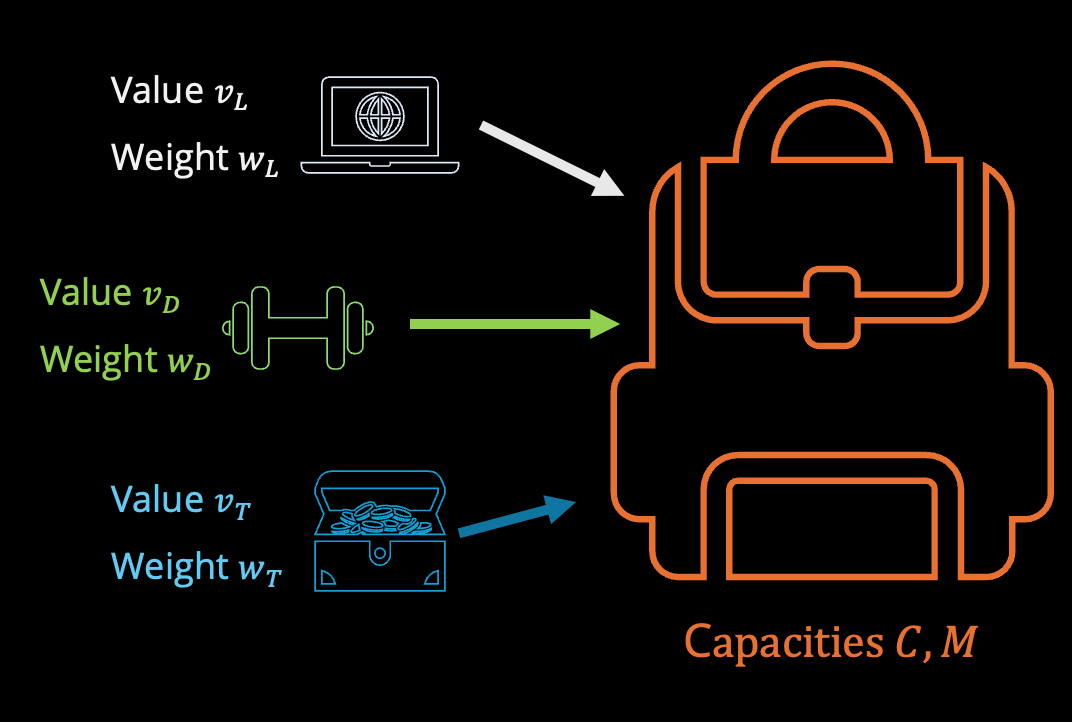 Value v_L
Weight w_L
Value v_D
Weight w_D
Value v_T
Weight w_T
Capacities C, M